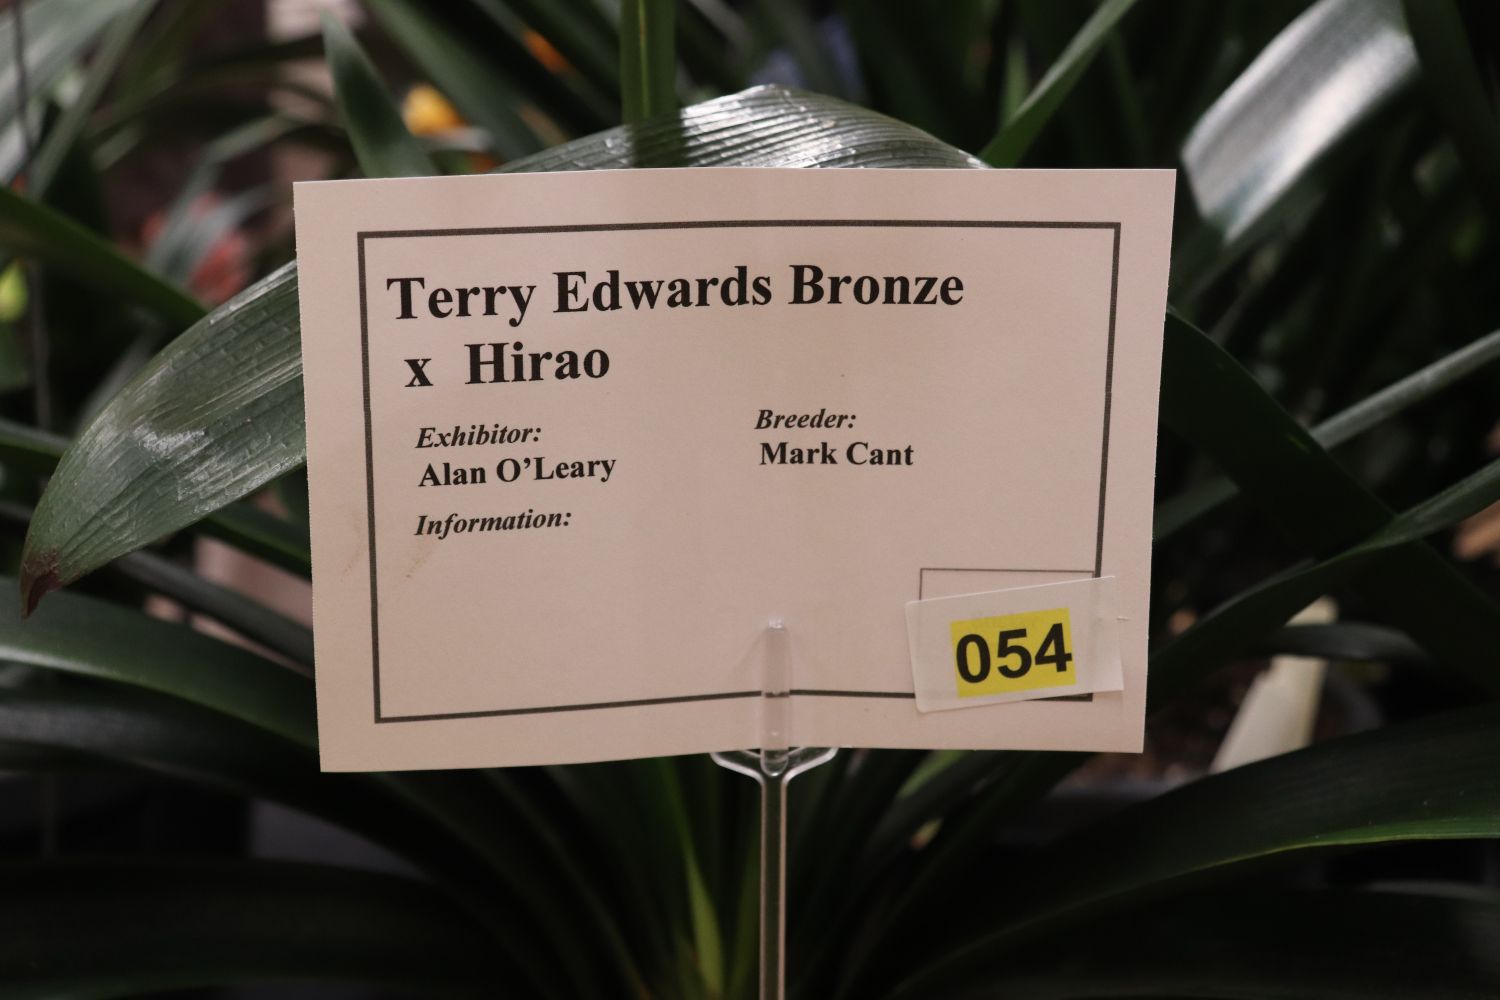 Terry Edwards Bronze
x Hirao
Exhibitor:
Alan O’Leary
Breeder:
Mark Cant
Information:
054